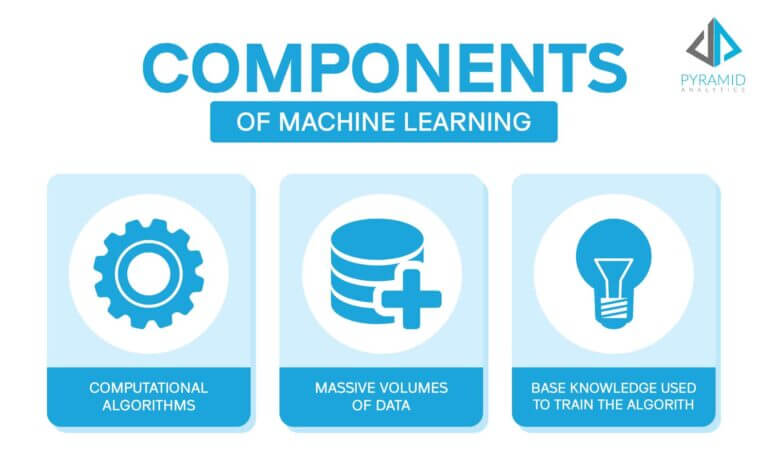 COMPONENTS
OF MACHINE LEARNING
PYRAMID
ANALYTICS
COMPUTATIONAL
ALGORITHMS
MASSIVE VOLUMES
OF DATA
BASE KNOWLEDGE USED
TO TRAIN THE ALGORITH